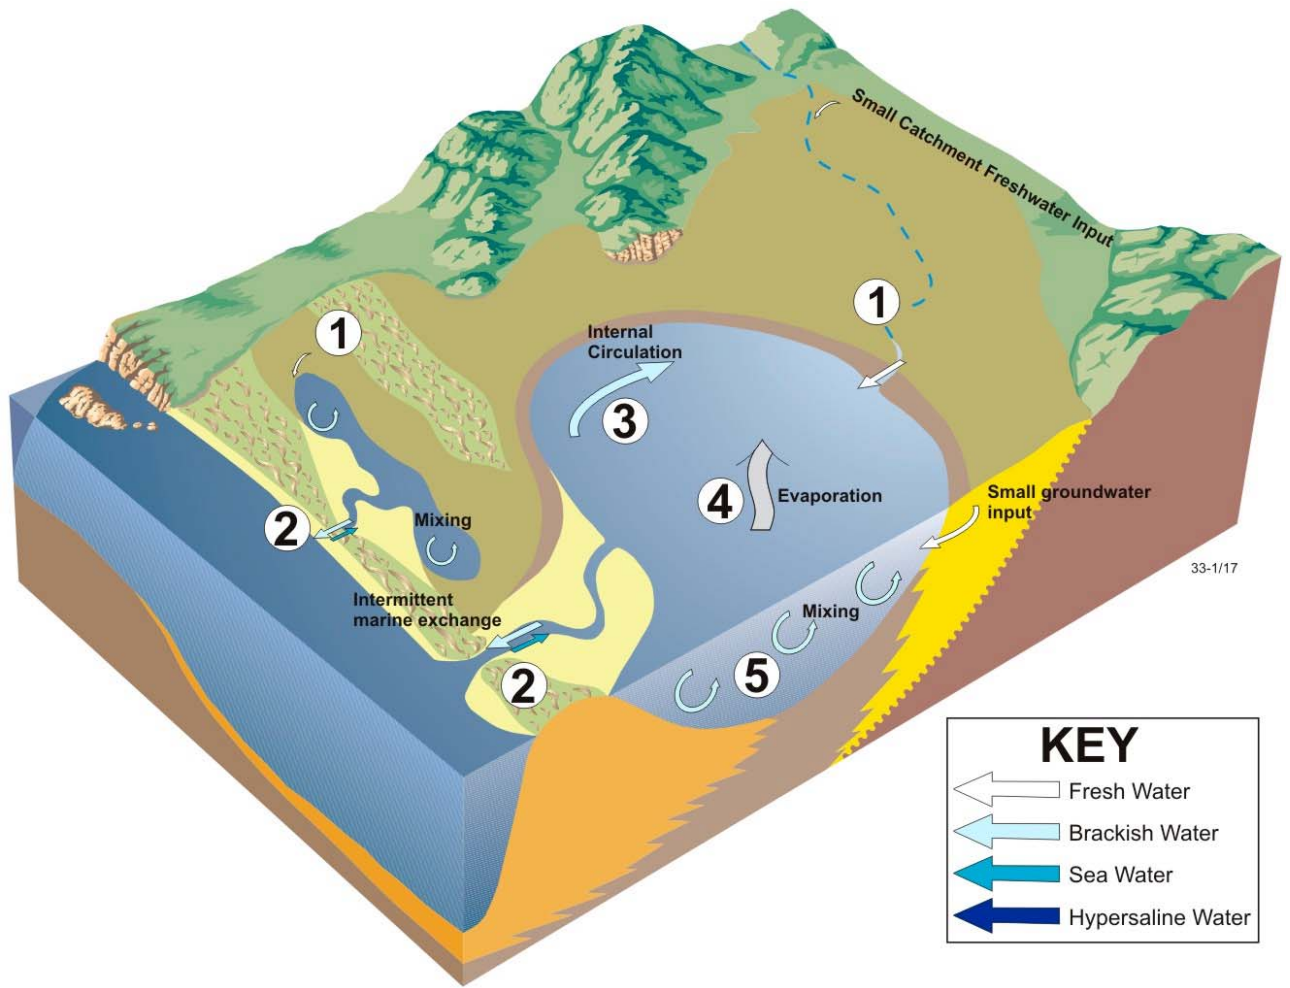 Small Catchment Freshwater Input
1
1
Internal
Circulation
3
4
Evaporation
Small groundwater
input
2
Mixing
33-1/17
Intermittent
marine exchange
Mixing
5
2
KEY
Fresh Water
Brackish Water
Sea Water
Hypersaline Water